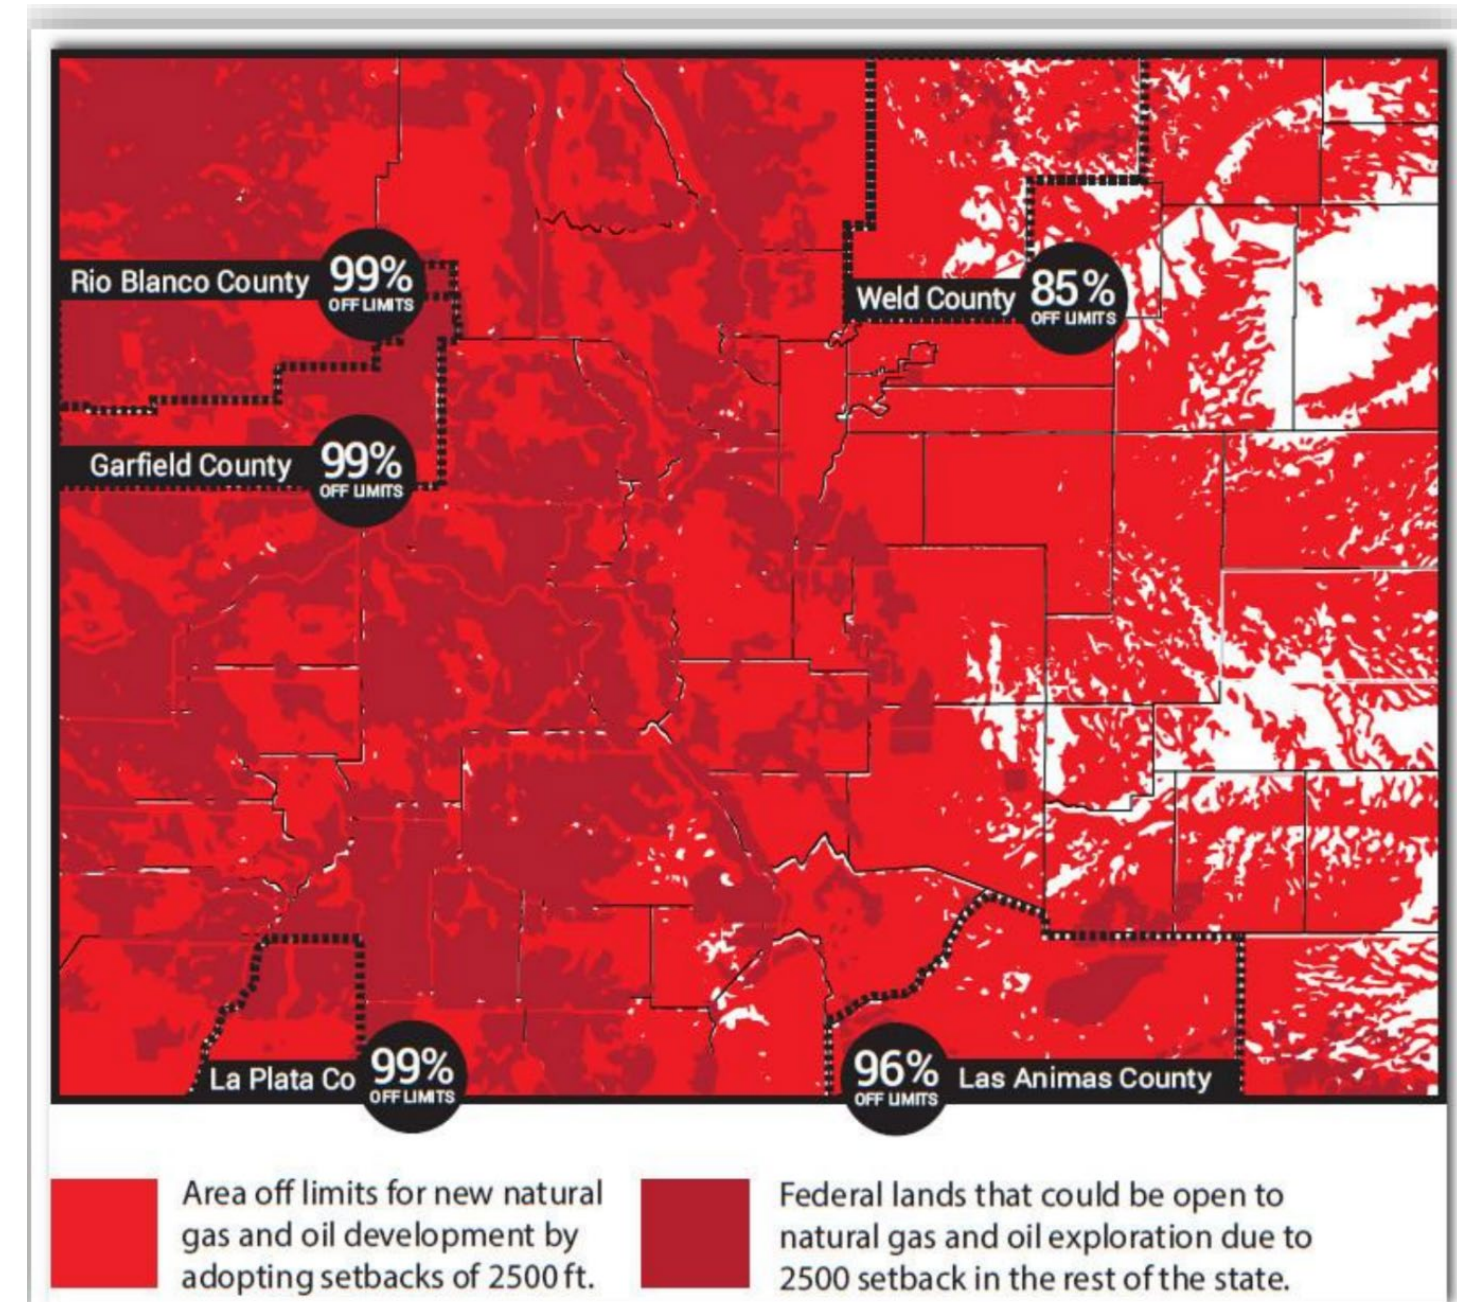 Rio Blanco County 99%
OFF LIMITS
Weld County 85%
OFF LIMITS
Garfield County 99%
OFF LIMITS
La Plata Co 99%
OFF LIMITS
96% Las Animas County
OFF LIMITS
Area off limits for new natural
gas and oil development by
adopting setbacks of 2500 ft.
Federal lands that could be open to
natural gas and oil exploration due to
2500 setback in the rest of the state.